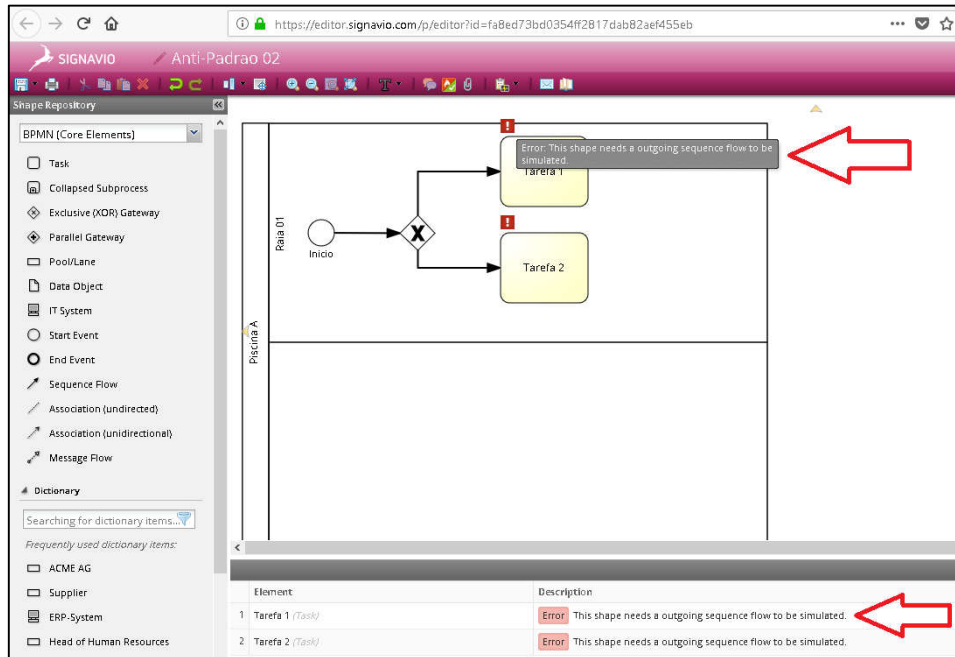 https://editor.signavio.com/p/editor?id=fa8ed73bd0354ff2817dab82aef455eb
SIGNAVIO
Anti-Padrao 02
Shape Repository
BPMN (Core Elements)
Task
Collapsed Subprocess
Exclusive (XOR) Gateway
Parallel Gateway
Pool/Lane
Data Object
IT System
Start Event
End Event
Sequence Flow
Association (undirected)
Association (unidirectional)
Message Flow
Dictionary
Searching for dictionary items...
Frequently used dictionary items:
ACME AG
Supplier
ERP-System
Head of Human Resources
Piscina A
Raia 01
Inicio
X
!
Error: This shape needs a outgoing sequence flow to be
simulated.
Tarefa 1
!
Tarefa 2
Element Description
1 Tarefa 1 (Task) Error This shape needs a outgoing sequence flow to be simulated.
2 Tarefa 2 (Task) Error This shape needs a outgoing sequence flow to be simulated.